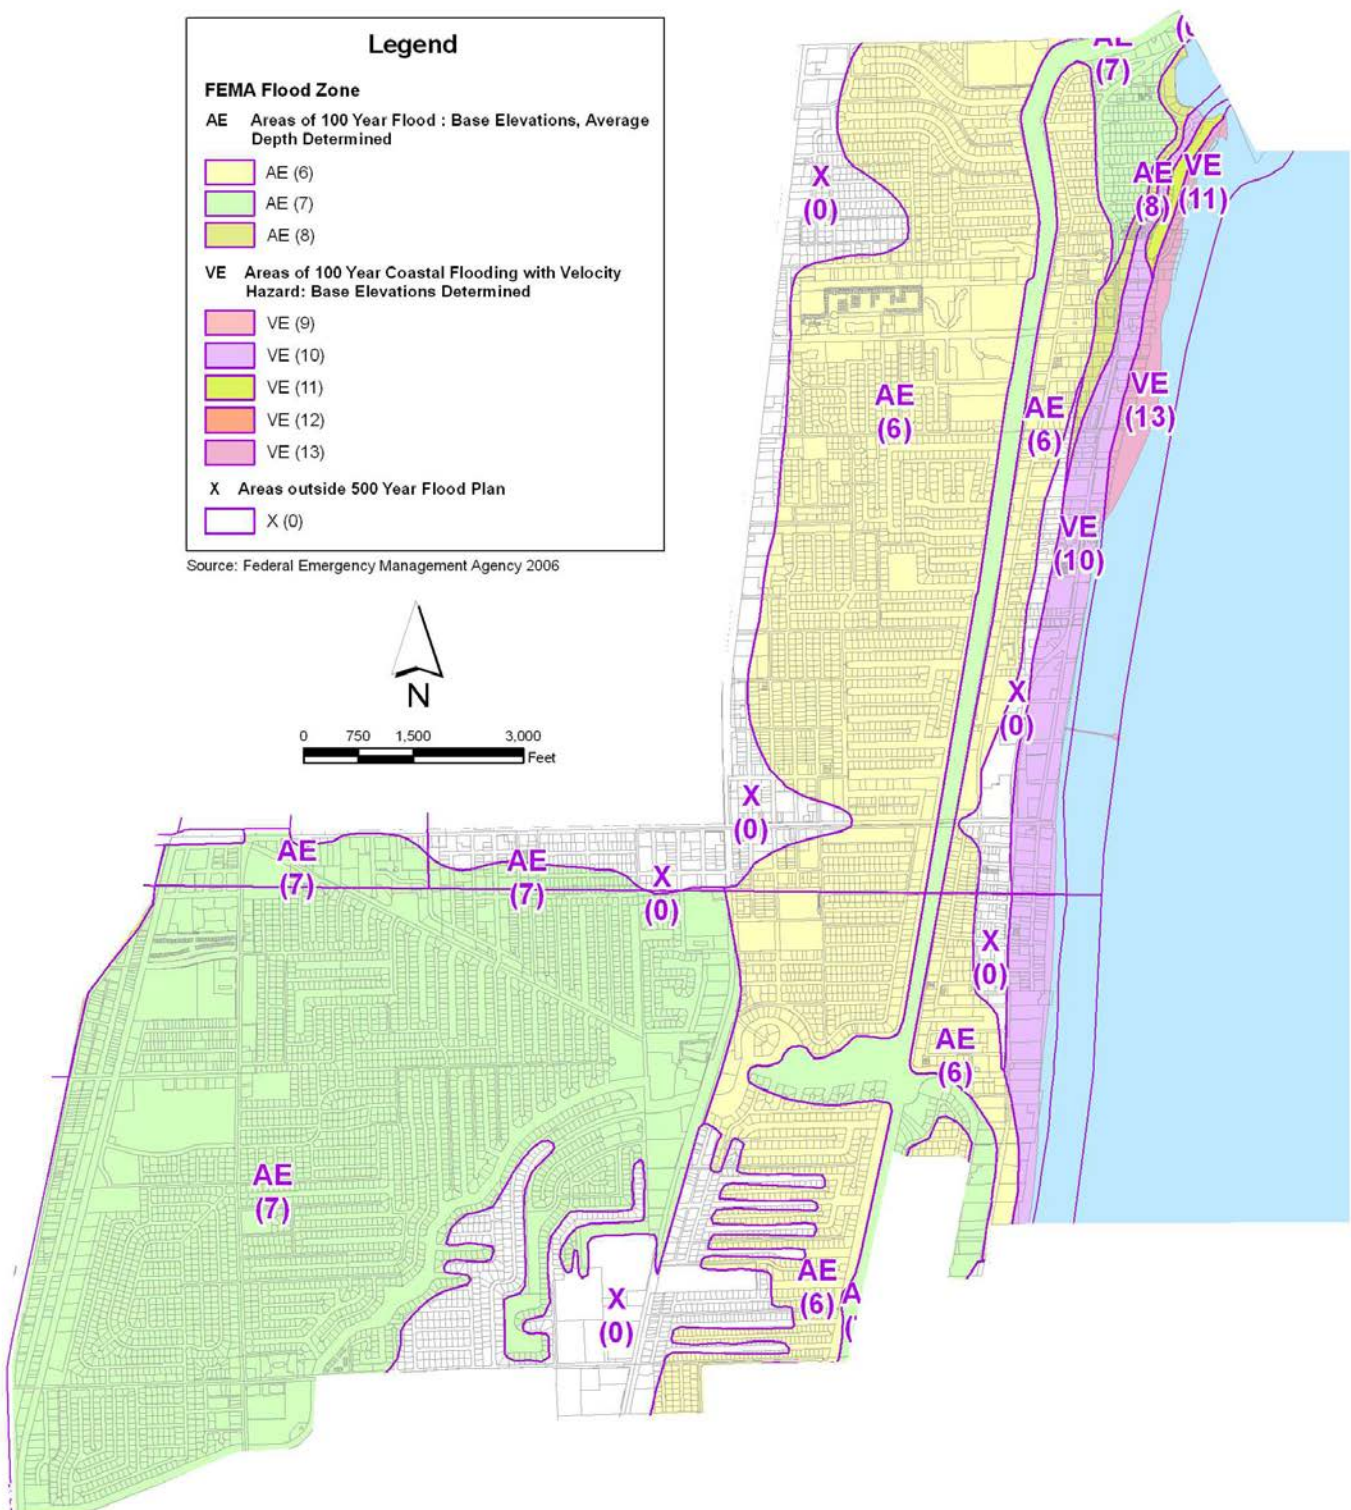 Legend
FEMA Flood Zone
AE Areas of 100 Year Flood : Base Elevations, Average
Depth Determined
AE (6)
AE (7)
AE (8)
VE Areas of 100 Year Coastal Flooding with Velocity
Hazard: Base Elevations Determined
VE (9)
VE (10)
VE (11)
VE (12)
VE (13)
X Areas outside 500 Year Flood Plan
X (0)
Source: Federal Emergency Management Agency 2006
N
0 750 1,500 3,000
Feet
AE
(7)
X
(0)
AE
(8)
VE
(11)
AE
(6)
AE
(6)
VE
(13)
VE
(10)
X
(0)
X
(0)
AE
(7)
AE
(7)
X
(0)
X
(0)
AE
(6)
AE
(7)
X
(0)
AE
(6)